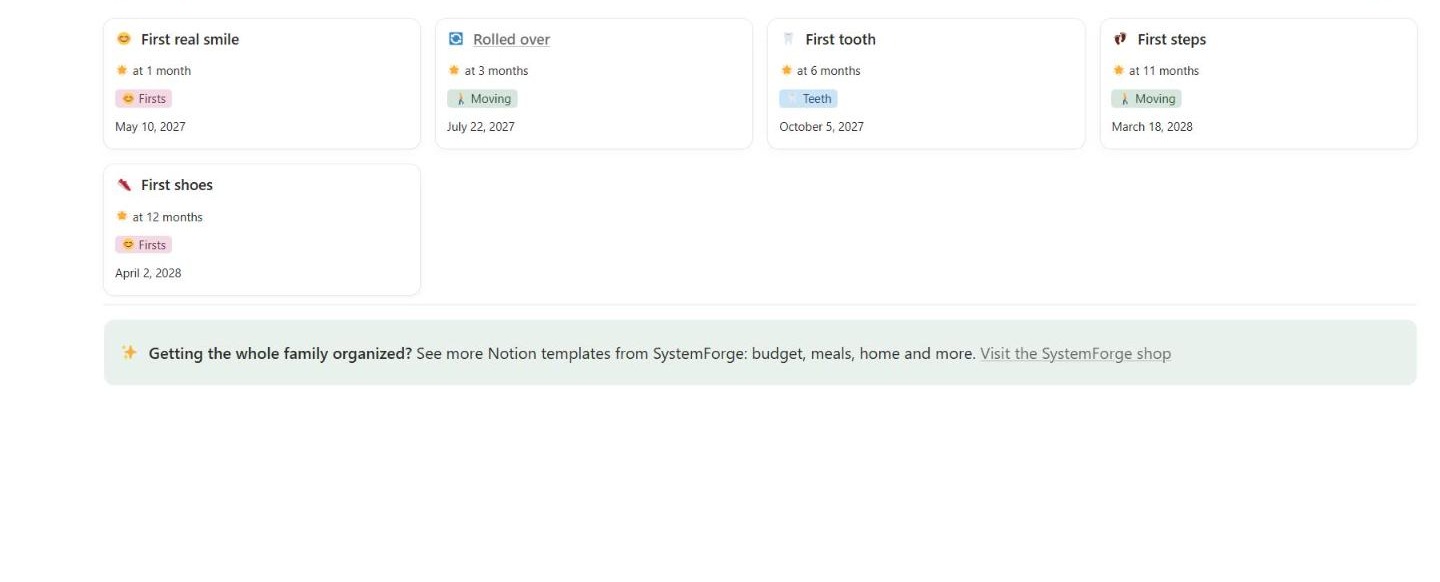 😊 First real smile
⭐ at 1 month
😊 Firsts
May 10, 2027
🔄 Rolled over
⭐ at 3 months
🚶 Moving
July 22, 2027
🦷 First tooth
⭐ at 6 months
🦷 Teeth
October 5, 2027
👣 First steps
⭐ at 11 months
🚶 Moving
March 18, 2028
👟 First shoes
⭐ at 12 months
😊 Firsts
April 2, 2028
✨ Getting the whole family organized? See more Notion templates from SystemForge: budget, meals, home and more. Visit the SystemForge shop